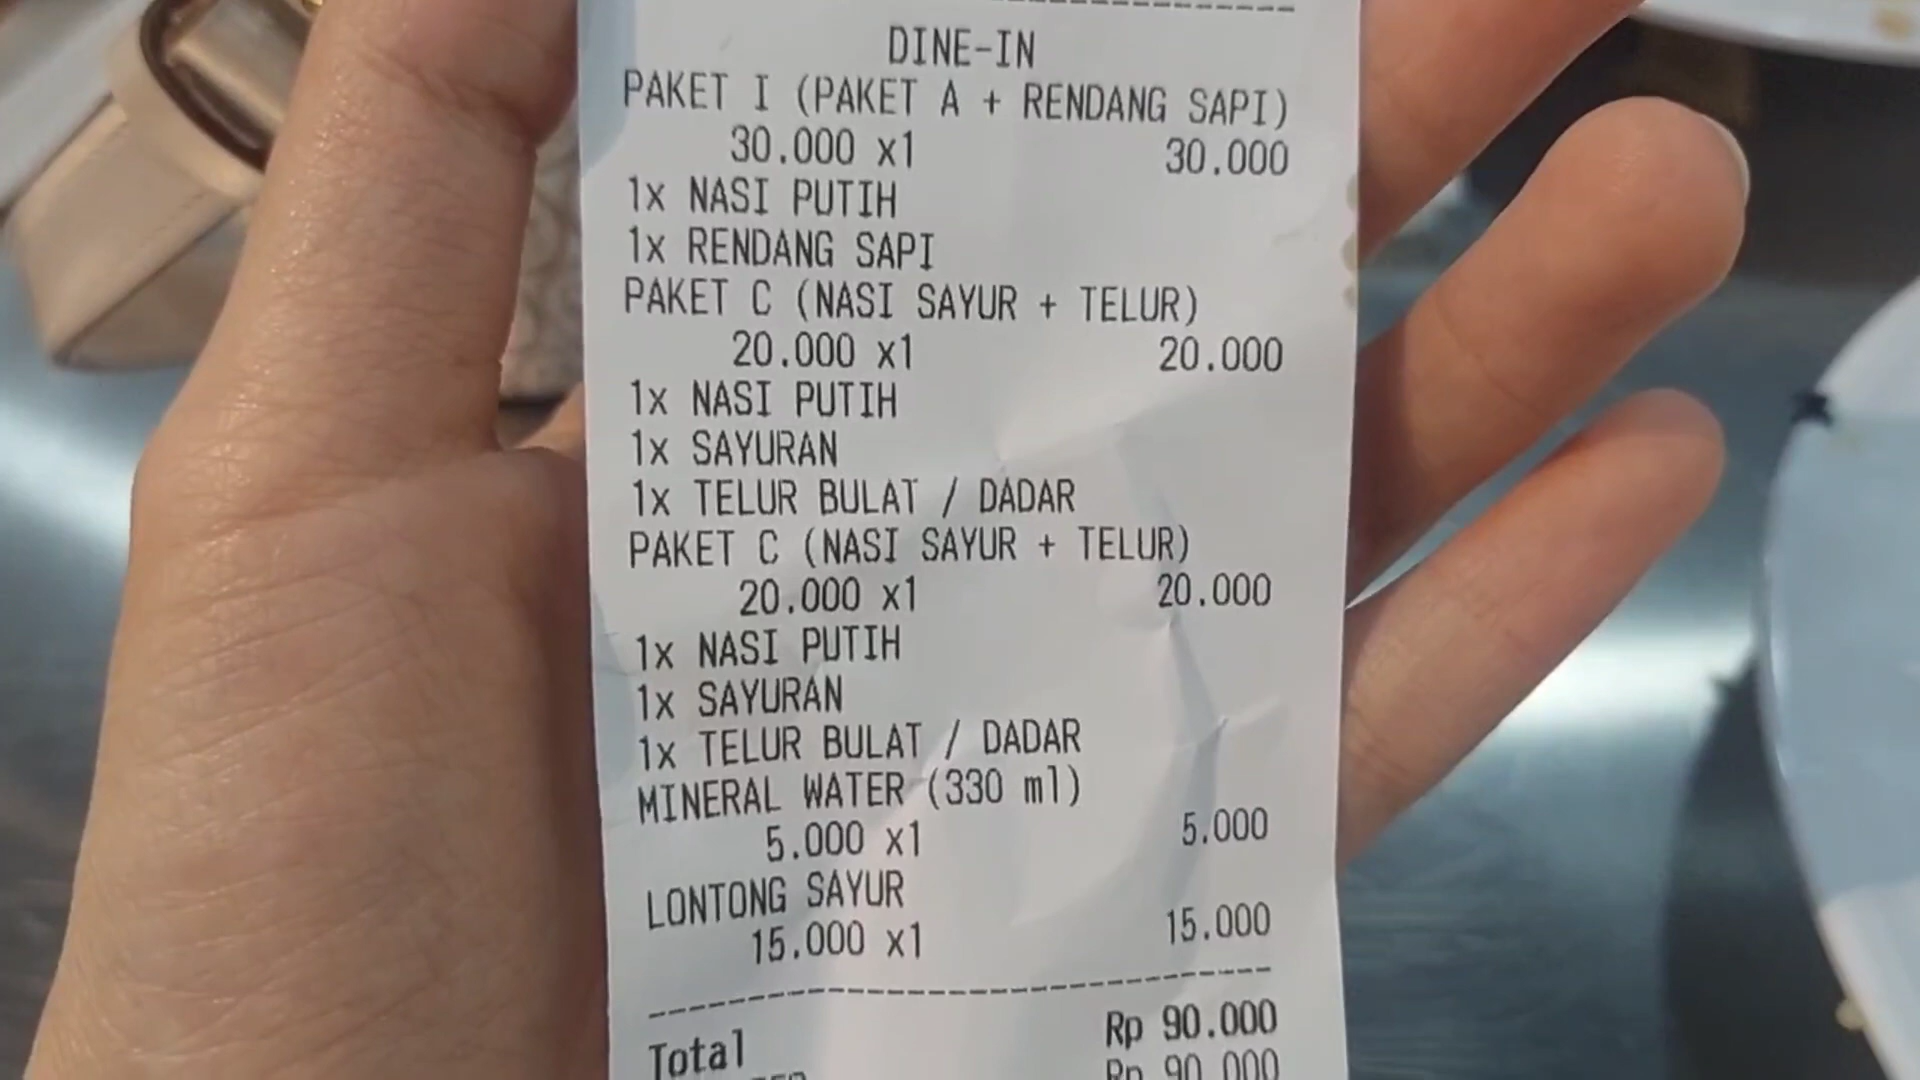 DINE-IN
PAKET I (PAKET A + RENDANG SAPI)
30.000 x1 30.000
1x NASI PUTIH
1x RENDANG SAPI
PAKET C (NASI SAYUR + TELUR)
20.000 x1 20.000
1x NASI PUTIH
1x SAYURAN
1x TELUR BULAT / DADAR
PAKET C (NASI SAYUR + TELUR)
20.000 x1 20.000
1x NASI PUTIH
1x SAYURAN
1x TELUR BULAT / DADAR
MINERAL WATER (330 ml)
5.000 x1 5.000
LONTONG SAYUR
15.000 x1 15.000
Total Rp 90.000
Rp 90.000